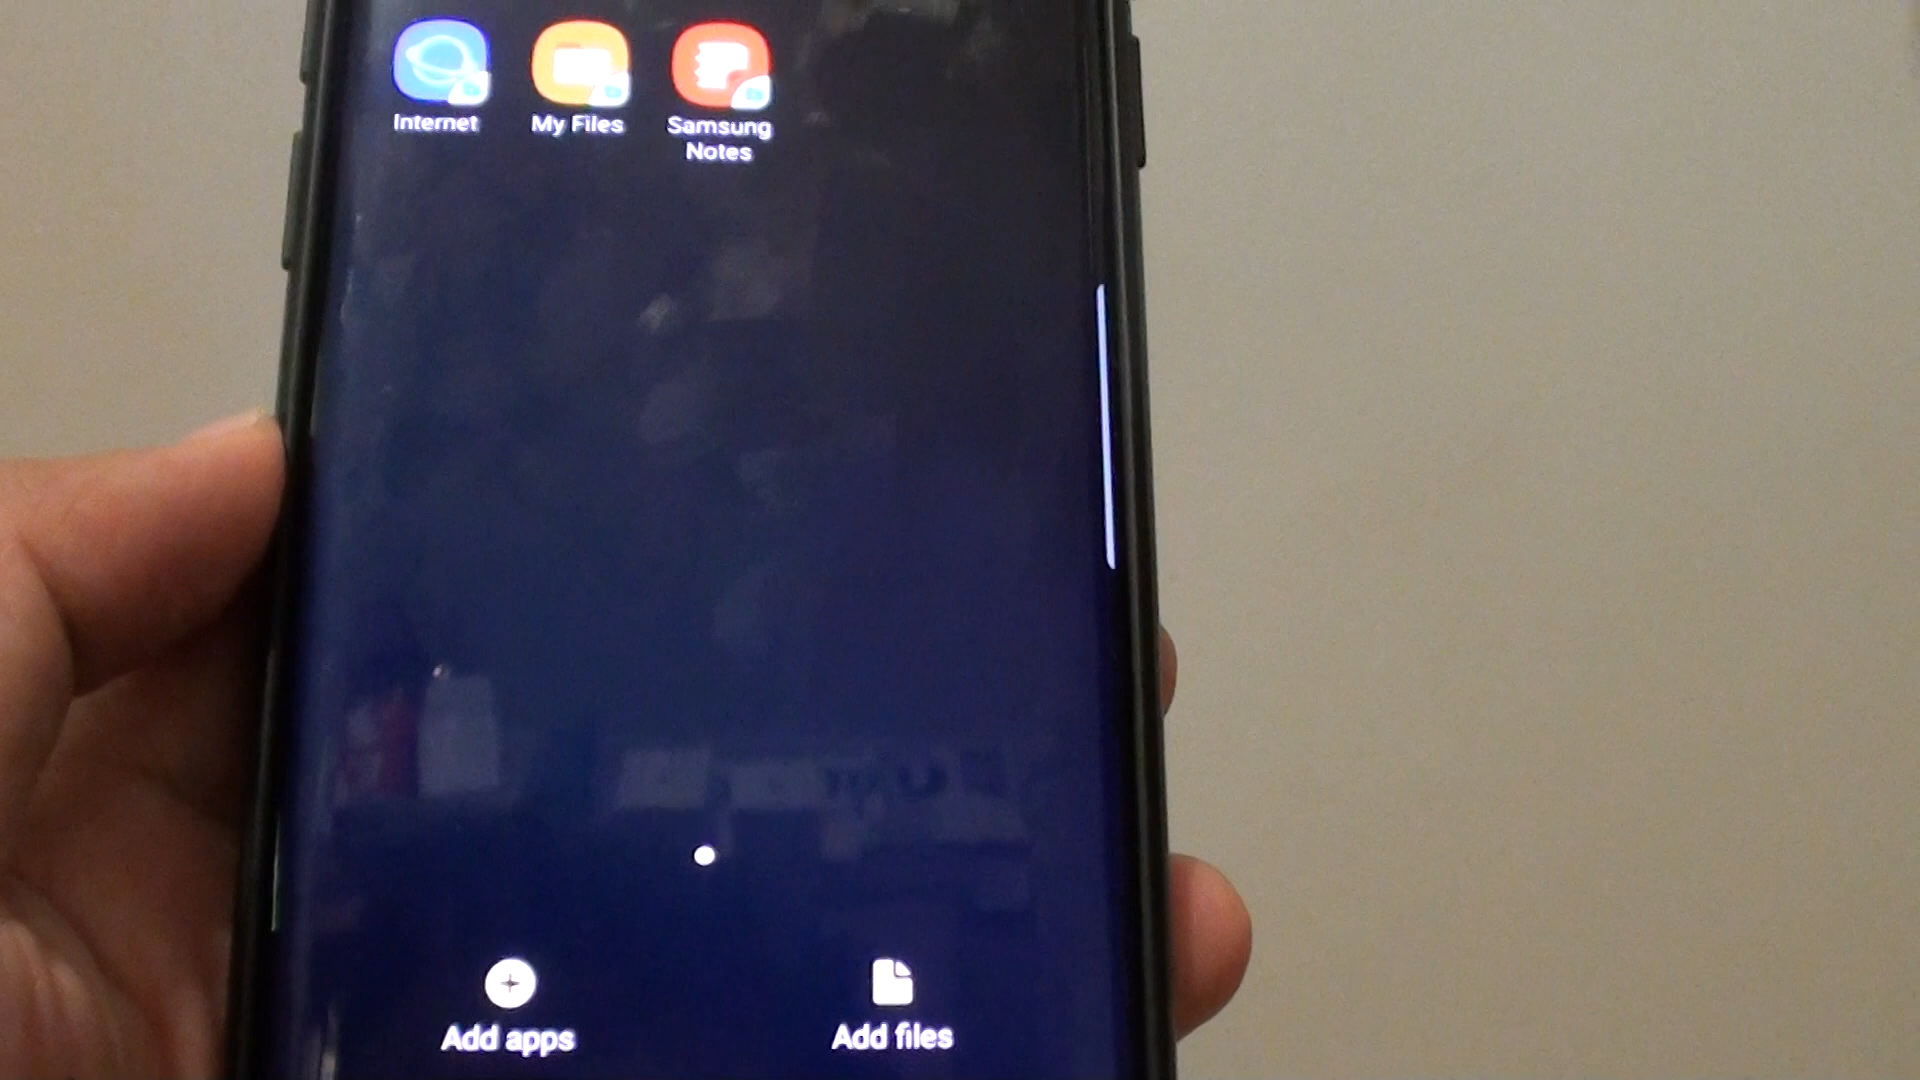 Internet
My Files
Samsung
Notes
Add apps
Add files